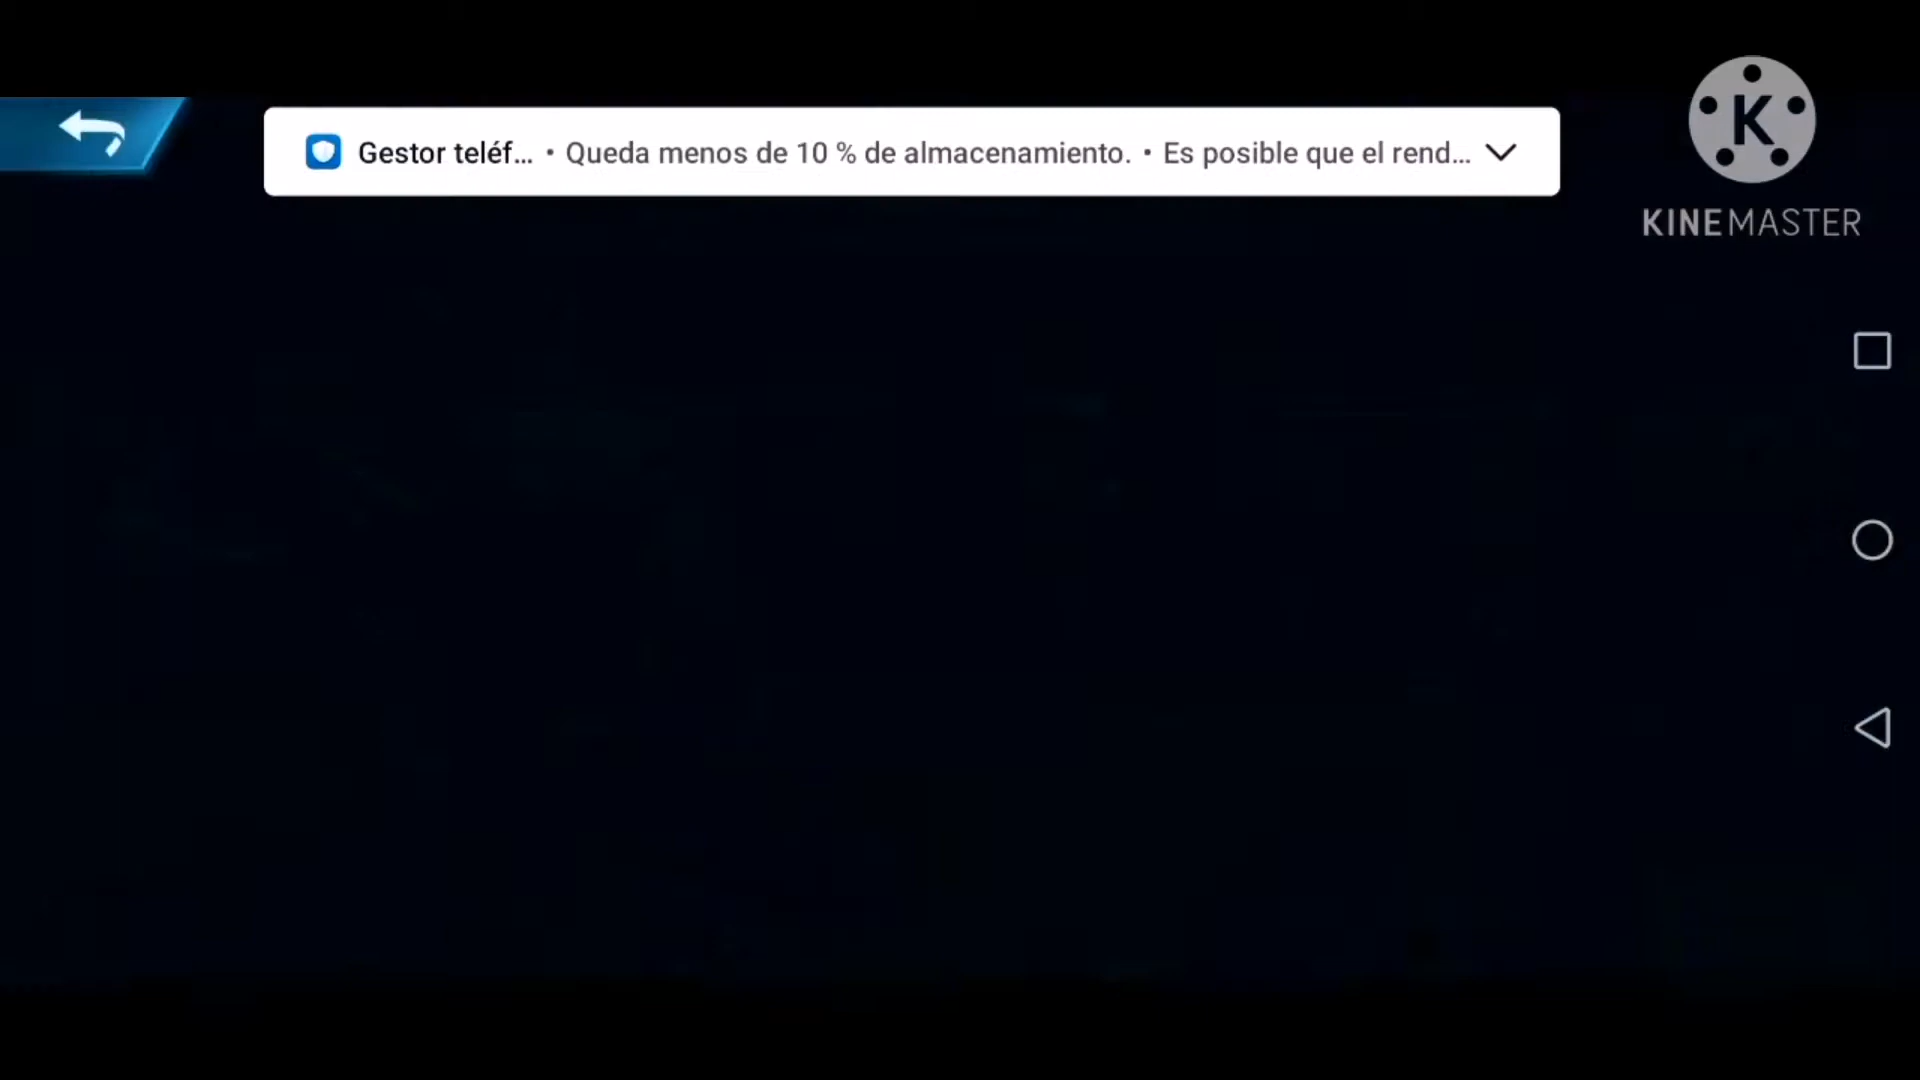 Gestor teléf... • Queda menos de 10 % de almacenamiento. • Es posible que el rend...
K
KINEMASTER